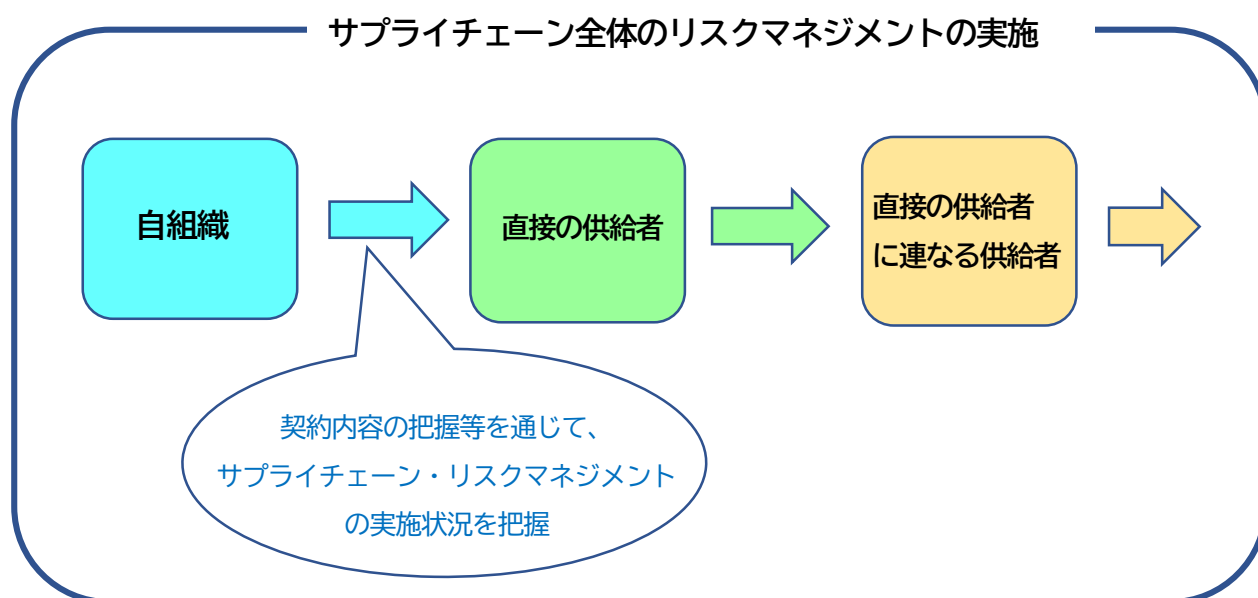 サプライチェーン全体のリスクマネジメントの実施
自組織
直接の供給者
直接の供給者
に連なる供給者
契約内容の把握等を通じて、
サプライチェーン・リスクマネジメント
の実施状況を把握